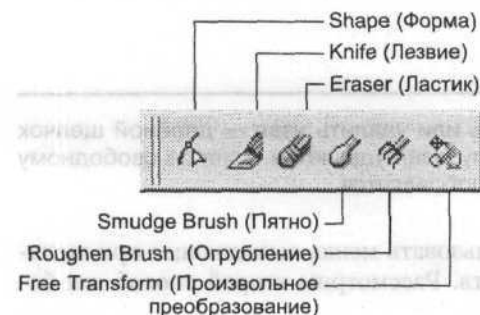 Shape (Форма)
Knife (Лезвие)
Eraser (Ластик)
Smudge Brush (Пятно)
Roughen Brush (Огрубление)
Free Transform (Произвольное
преобразование)